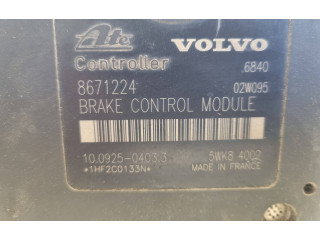 Ate VOLVO
Controller 6840
8671224 02W095
BRAKE CONTROL MODULE
10.0925-0403.3 5WK8 4002
*1HF2C0133N* MADE IN FRANCE